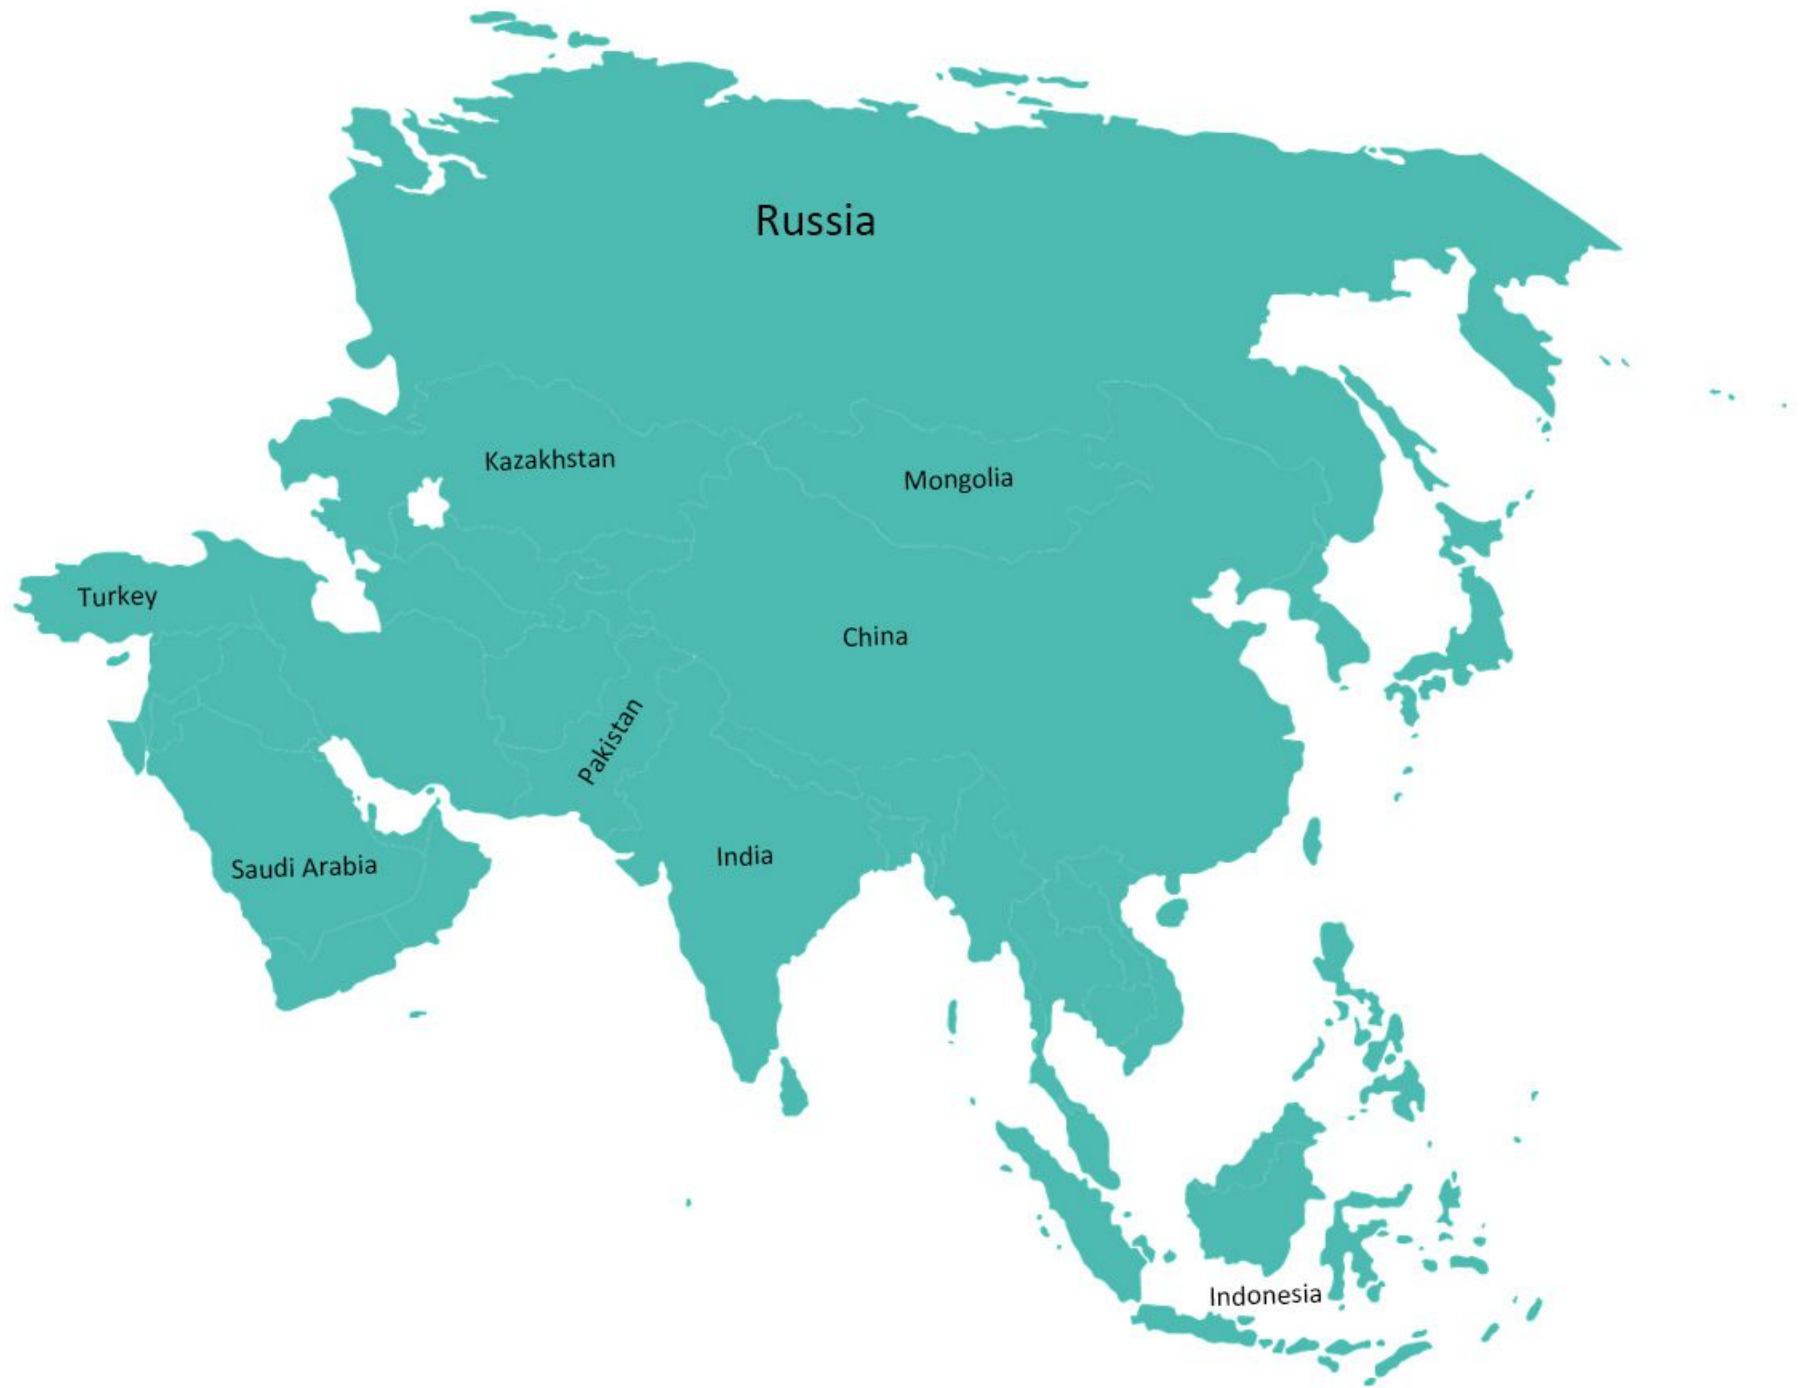 Russia
Kazakhstan
Mongolia
Turkey
China
Pakistan
India
Saudi Arabia
Indonesia